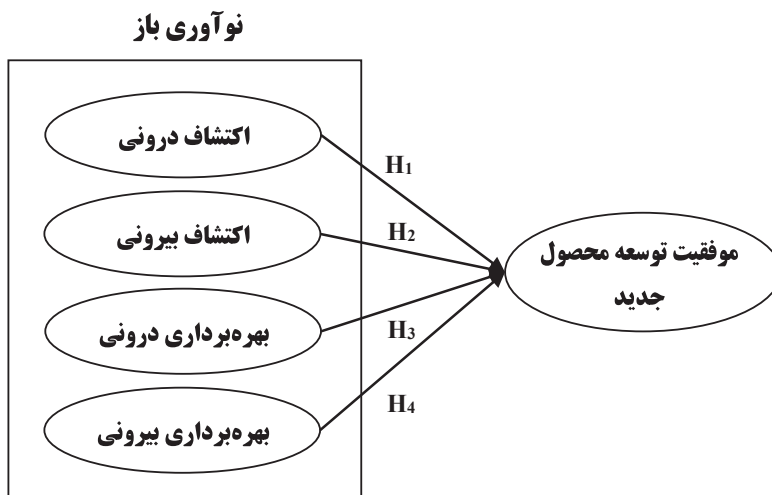 نوآوری باز
اکتشاف درونی
H1
اکتشاف بیرونی
H2
موفقیت توسعه محصول
جدید
بهره‌برداری درونی
H3
بهره‌برداری بیرونی
H4